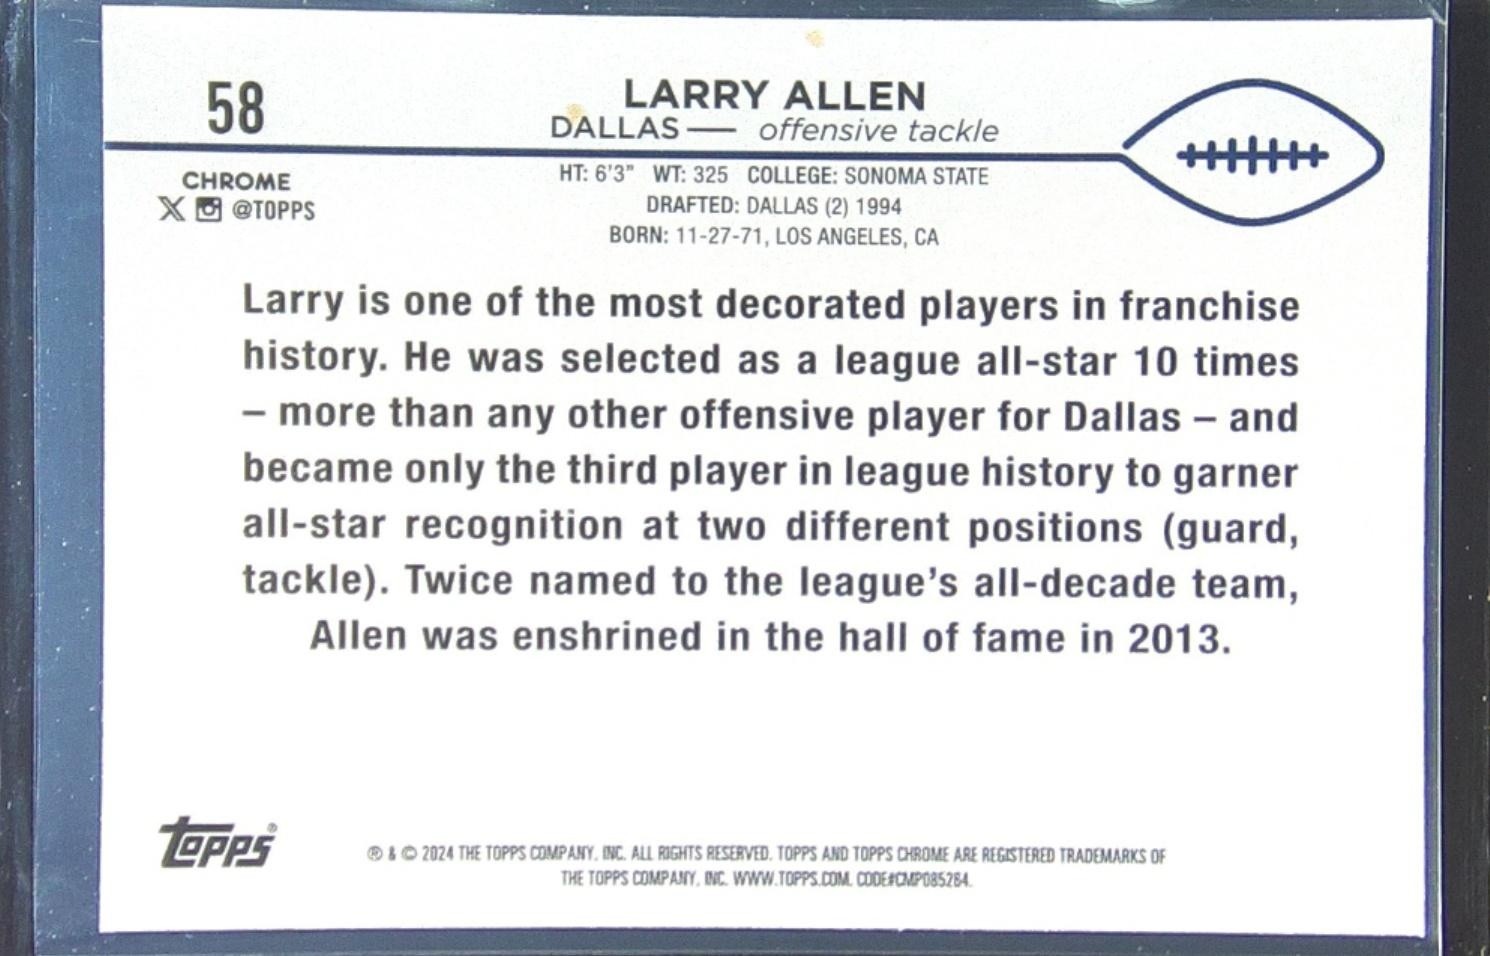 58
LARRY ALLEN
DALLAS — offensive tackle
CHROME
X @TOPPS
HT: 6'3" WT: 325 COLLEGE: SONOMA STATE
DRAFTED: DALLAS (2) 1994
BORN: 11-27-71, LOS ANGELES, CA
Larry is one of the most decorated players in franchise
history. He was selected as a league all-star 10 times
– more than any other offensive player for Dallas – and
became only the third player in league history to garner
all-star recognition at two different positions (guard,
tackle). Twice named to the league's all-decade team,
Allen was enshrined in the hall of fame in 2013.
Topps®
® & © 2024 THE TOPPS COMPANY, INC. ALL RIGHTS RESERVED. TOPPS AND TOPPS CHROME ARE REGISTERED TRADEMARKS OF
THE TOPPS COMPANY, INC. WWW.TOPPS.COM. CODE#CMP085264.